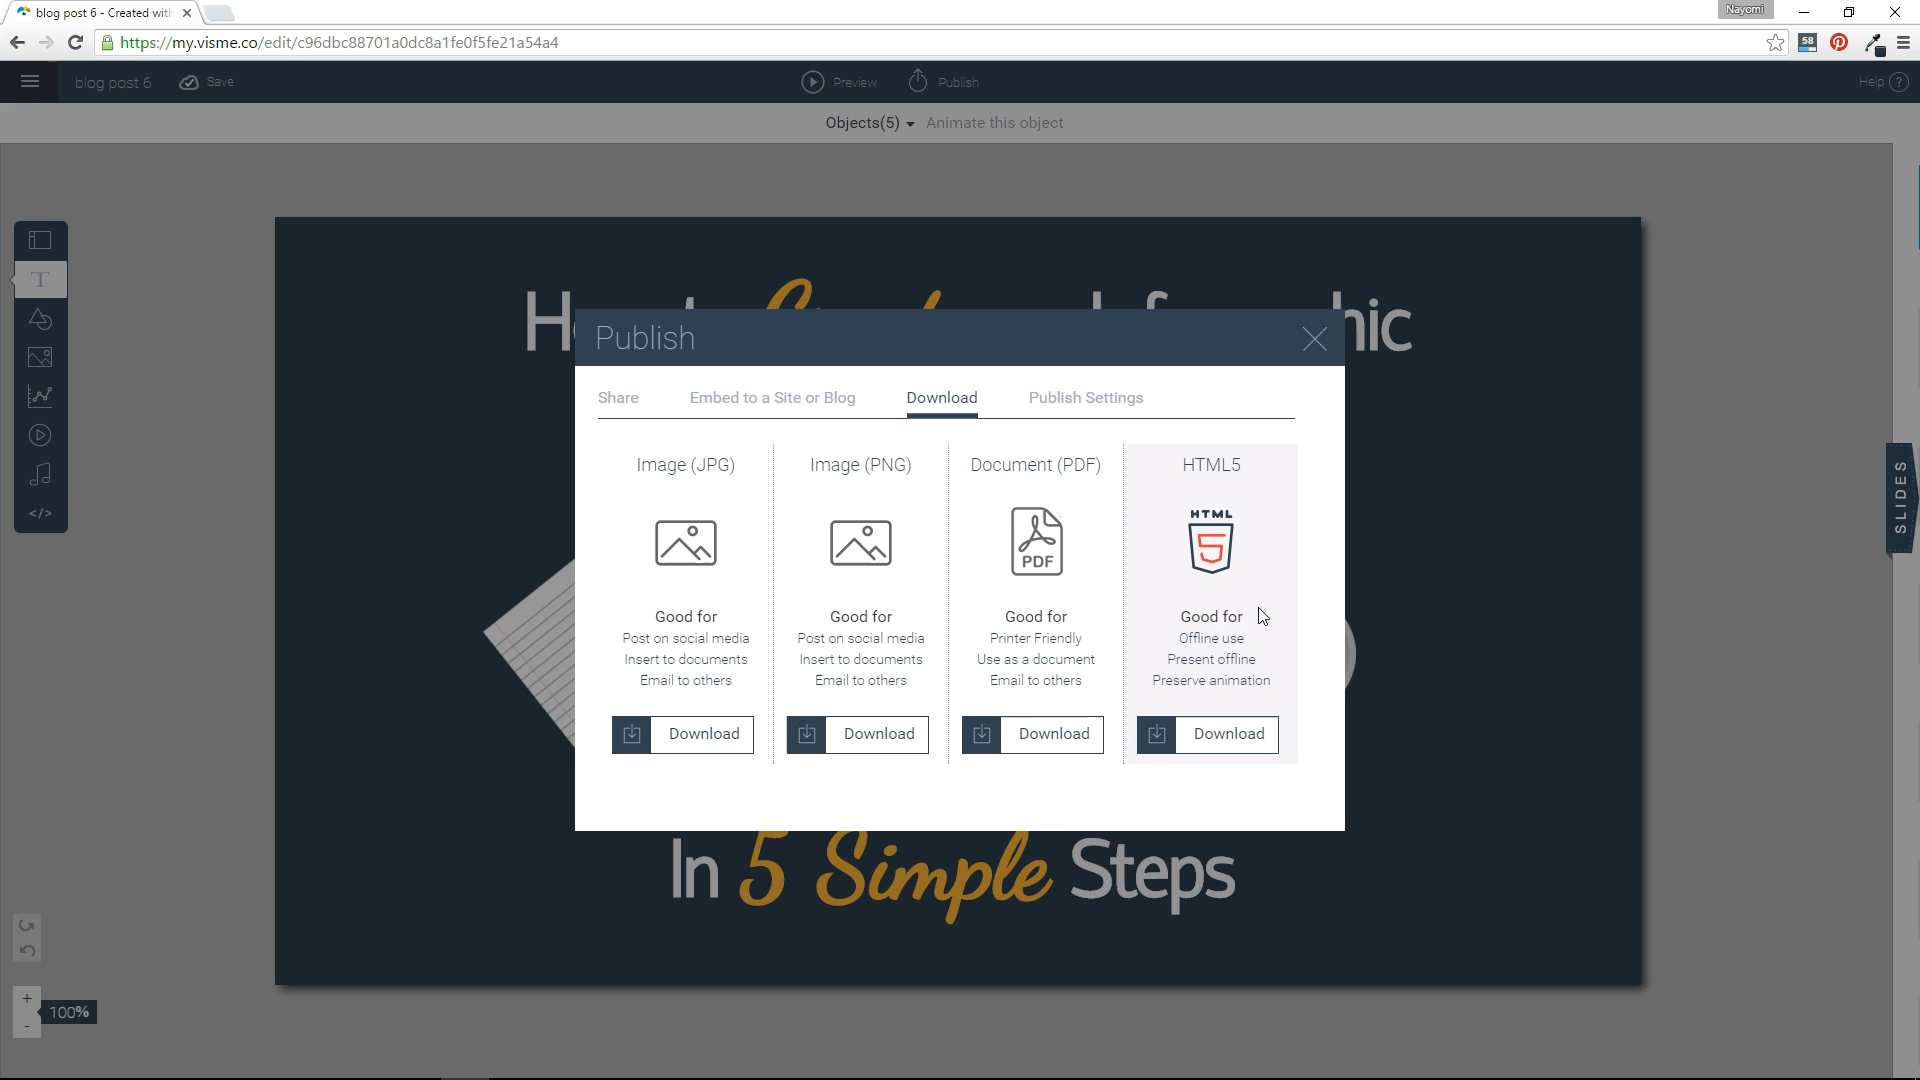 blog post 6 - Created with
Nayomi
https://my.visme.co/edit/c96dbc88701a0dc8a1fe0f5fe21a54a4
58
blog post 6
Save
Preview
Publish
Help ?
Objects(5)
Animate this object
T
</>
SLIDES
hic
Publish
Share
Embed to a Site or Blog
Download
Publish Settings
Image (JPG)
Image (PNG)
Document (PDF)
HTML5
PDF
HTML
5
Good for
Post on social media
Insert to documents
Email to others
Download
Good for
Post on social media
Insert to documents
Email to others
Download
Good for
Printer Friendly
Use as a document
Email to others
Download
Good for
Offline use
Present offline
Preserve animation
Download
In 5 Simple Steps
+
-
100%